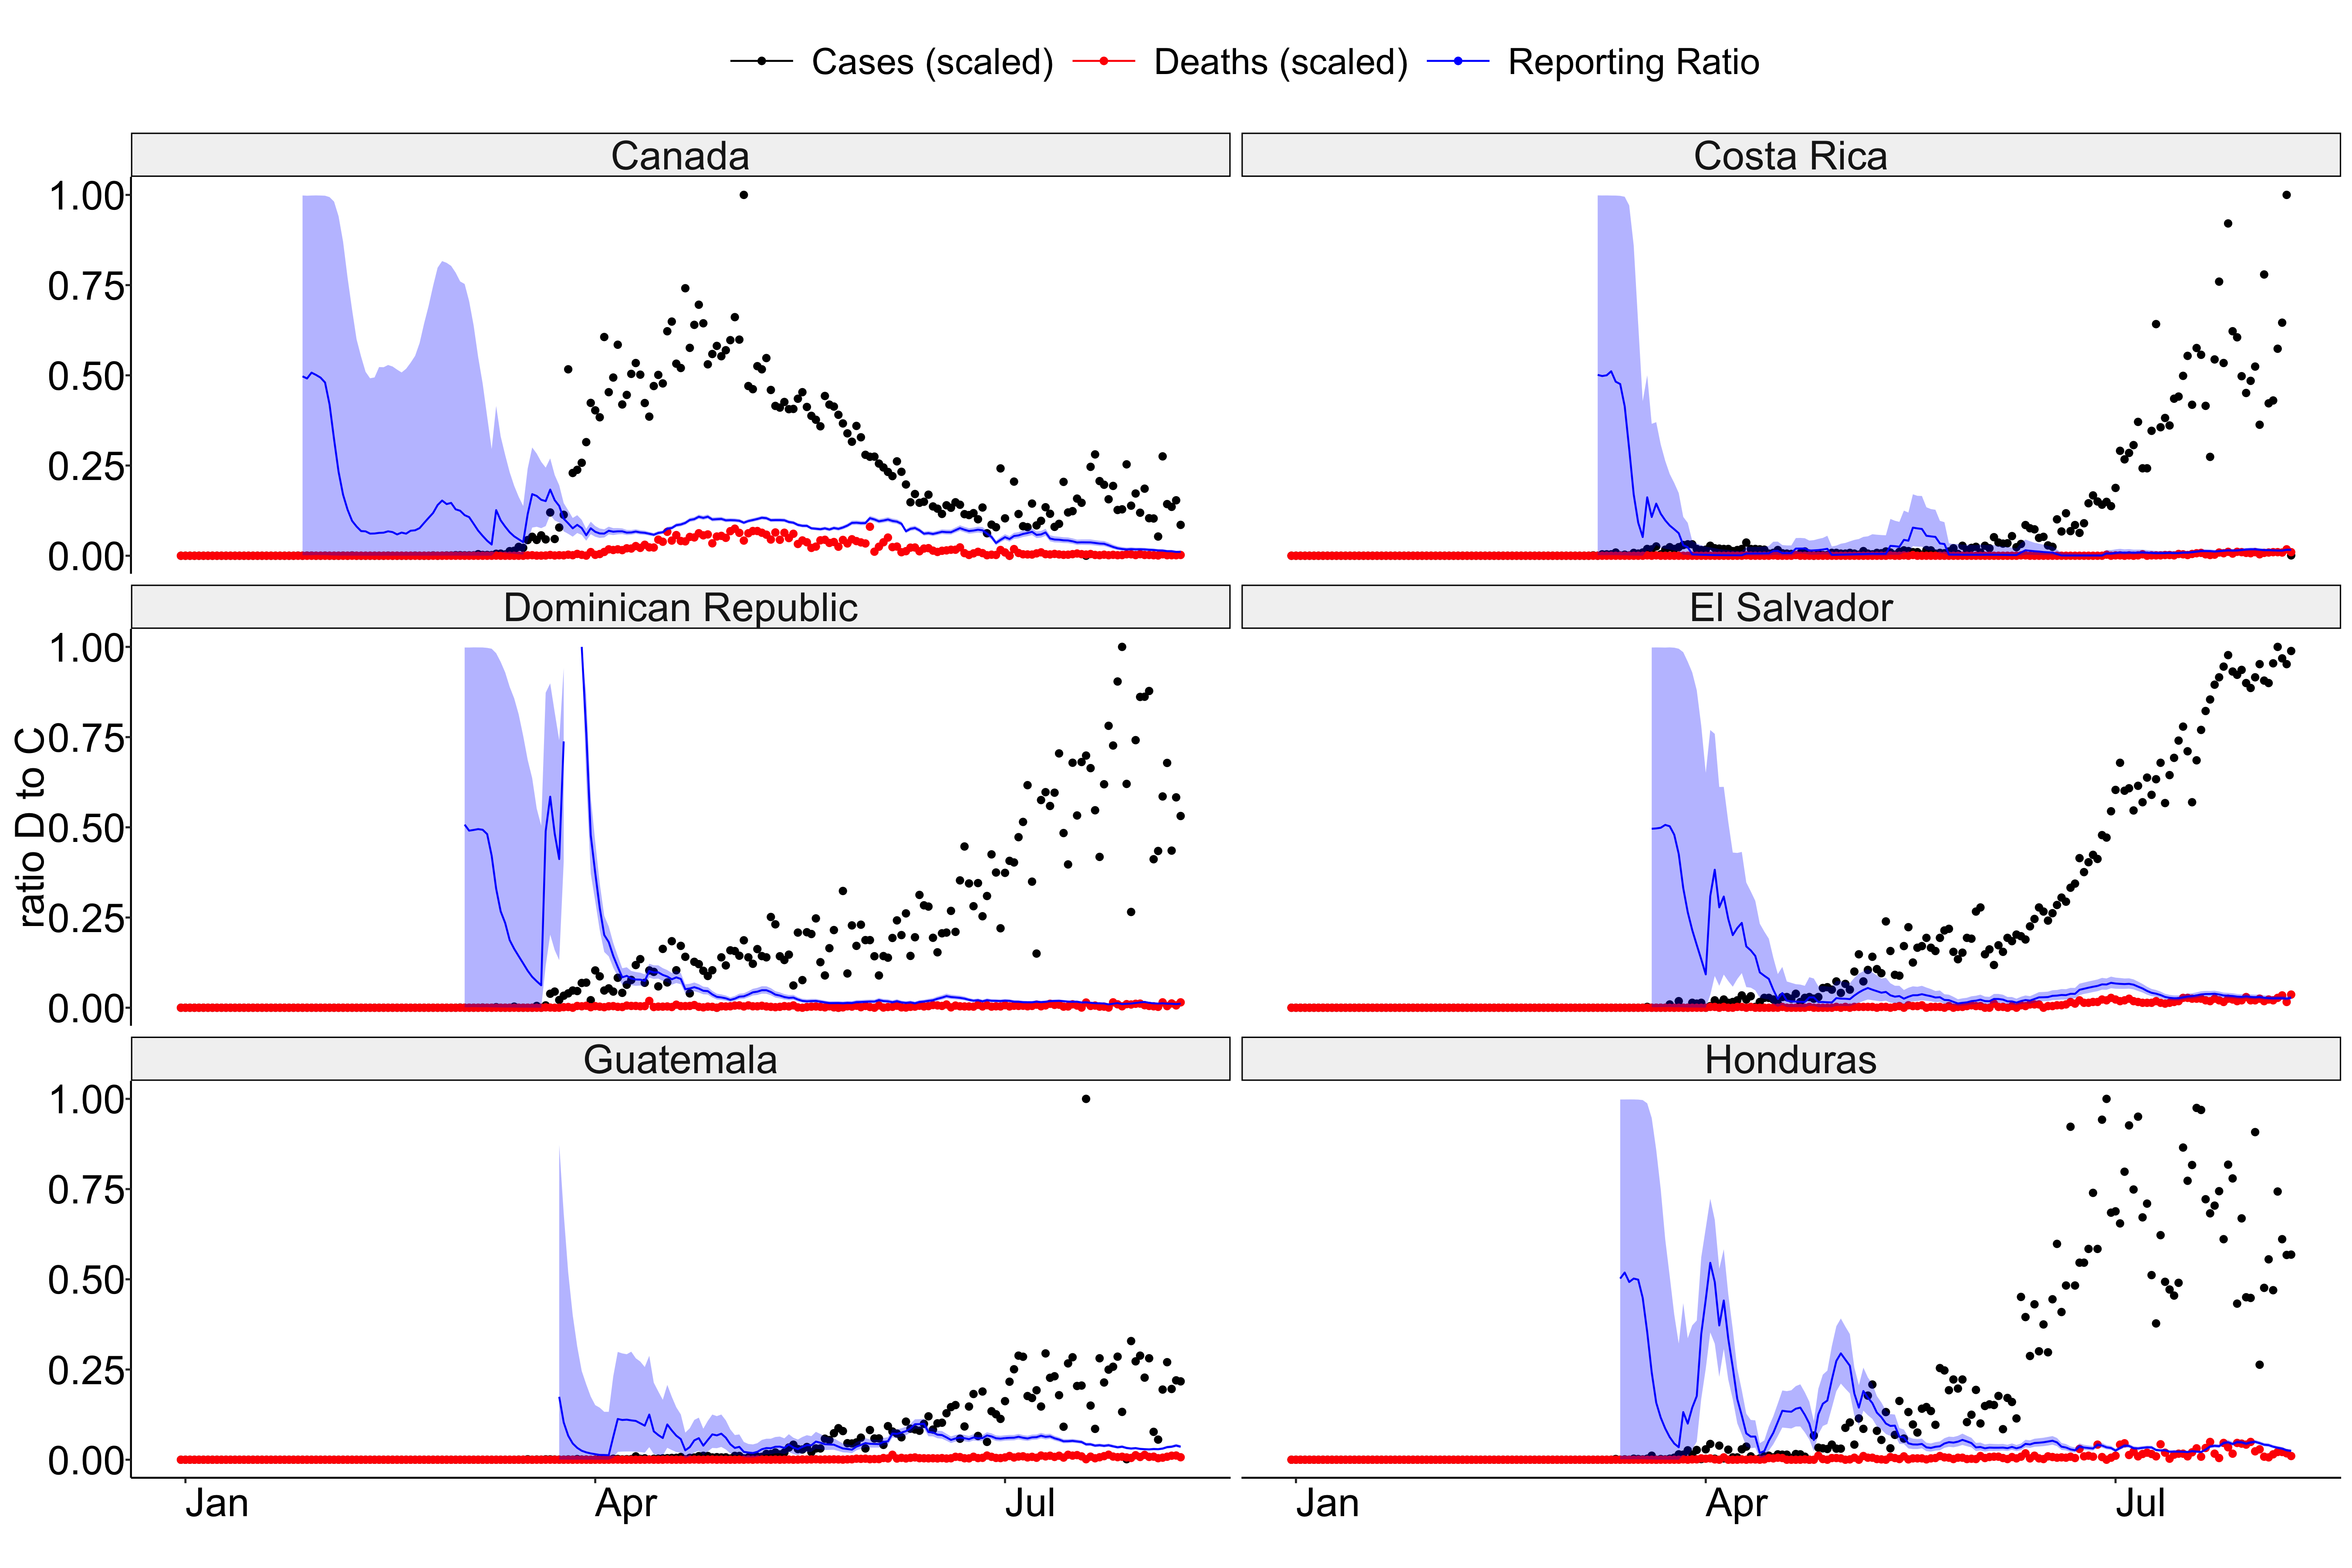 Cases (scaled) Deaths (scaled) Reporting Ratio
Canada Costa Rica
1.00
0.75
0.50
0.25
0.00
Dominican Republic El Salvador
1.00
0.75
0.50
0.25
0.00
ratio D to C
Guatemala Honduras
1.00
0.75
0.50
0.25
0.00
Jan Apr Jul Jan Apr Jul